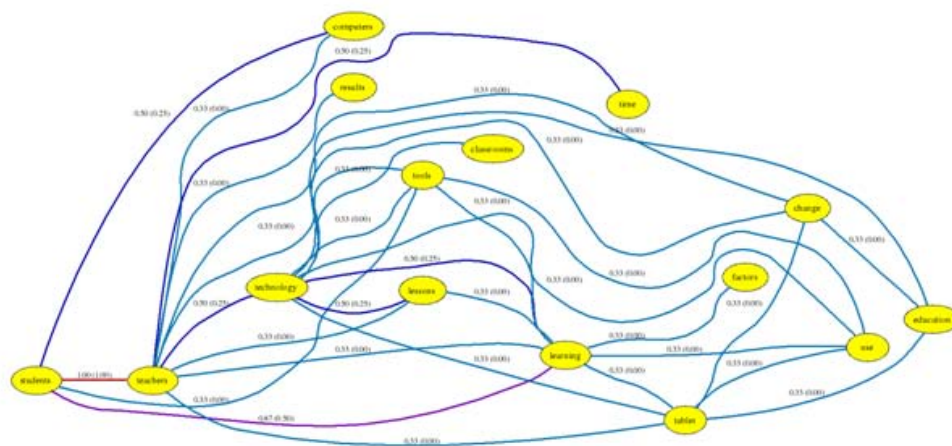 computers
0.50 (0.25)
time
results
0.33 (0.00)
0.50 (0.25)
0.33 (0.00)
classrooms
tools
0.33 (0.00)
0.33 (0.00)
change
0.33 (0.00)
0.33 (0.00)
0.33 (0.00)
0.33 (0.00)
0.50 (0.25)
0.33 (0.00)
0.33 (0.00)
factors
technology
lessons
0.33 (0.00)
0.33 (0.00)
0.50 (0.25)
0.50 (0.25)
education
0.33 (0.00)
0.33 (0.00)
0.33 (0.00)
use
learning
0.33 (0.00)
0.33 (0.00)
0.33 (0.00)
0.33 (0.00)
students
1.00 (1.00)
teachers
0.33 (0.00)
0.67 (0.50)
tablet
0.33 (0.00)
0.33 (0.00)